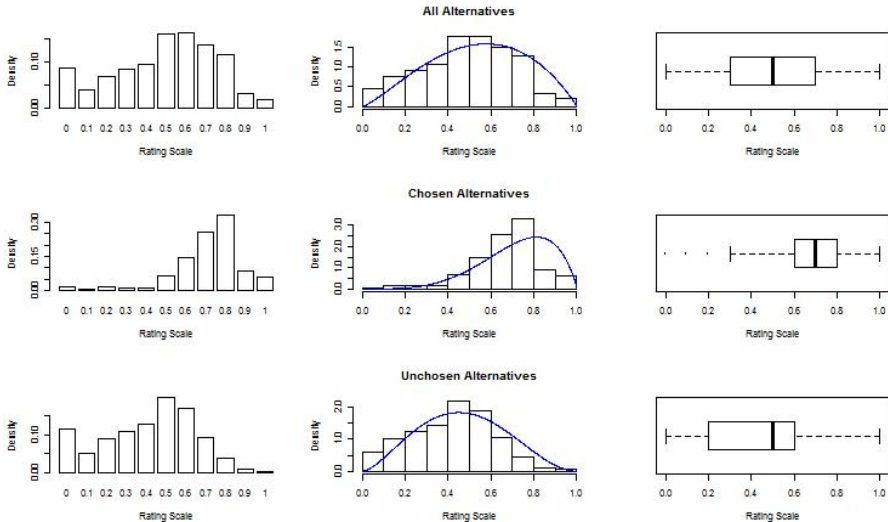 All Alternatives
Density
0.00 0.10
0 0.1 0.2 0.3 0.4 0.5 0.6 0.7 0.8 0.9 1
Rating Scale
Density
0.0 0.5 1.0 1.5
0.0 0.2 0.4 0.6 0.8 1.0
Rating Scale
0.0 0.2 0.4 0.6 0.8 1.0
Rating Scale
Chosen Alternatives
Density
0.00 0.15 0.30
0 0.1 0.2 0.3 0.4 0.5 0.6 0.7 0.8 0.9 1
Rating Scale
Density
0.0 1.0 2.0 3.0
0.0 0.2 0.4 0.6 0.8 1.0
Rating Scale
0.0 0.2 0.4 0.6 0.8 1.0
Rating Scale
Unchosen Alternatives
Density
0.00 0.10
0 0.1 0.2 0.3 0.4 0.5 0.6 0.7 0.8 0.9 1
Rating Scale
Density
0.0 1.0 2.0
0.0 0.2 0.4 0.6 0.8 1.0
Rating Scale
0.0 0.2 0.4 0.6 0.8 1.0
Rating Scale